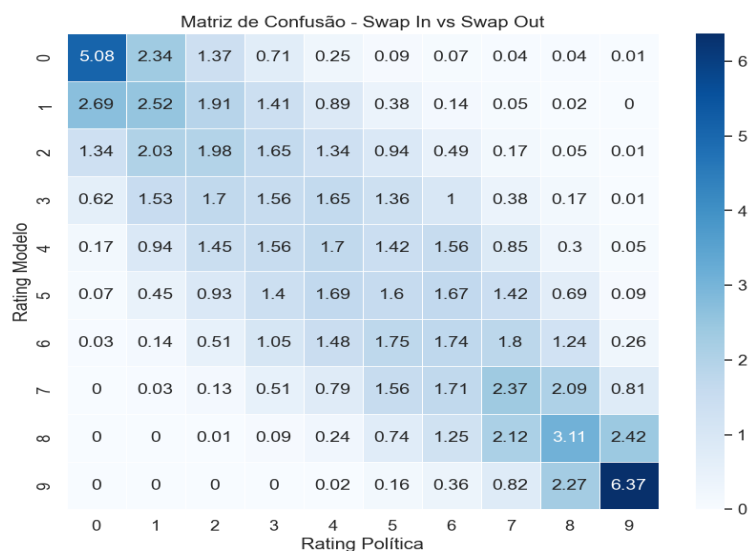 Matriz de Confusão - Swap In vs Swap Out
0 5.08 2.34 1.37 0.71 0.25 0.09 0.07 0.04 0.04 0.01
1 2.69 2.52 1.91 1.41 0.89 0.38 0.14 0.05 0.02 0
2 1.34 2.03 1.98 1.65 1.34 0.94 0.49 0.17 0.05 0.01
3 0.62 1.53 1.7 1.56 1.65 1.36 1 0.38 0.17 0.01
4 0.17 0.94 1.45 1.56 1.7 1.42 1.56 0.85 0.3 0.05
5 0.07 0.45 0.93 1.4 1.69 1.6 1.67 1.42 0.69 0.09
6 0.03 0.14 0.51 1.05 1.48 1.75 1.74 1.8 1.24 0.26
7 0 0.03 0.13 0.51 0.79 1.56 1.71 2.37 2.09 0.81
8 0 0 0.01 0.09 0.24 0.74 1.25 2.12 3.11 2.42
9 0 0 0 0 0.02 0.16 0.36 0.82 2.27 6.37
0 1 2 3 4 5 6 7 8 9
Rating Política
Rating Modelo
6
5
4
3
2
1
0